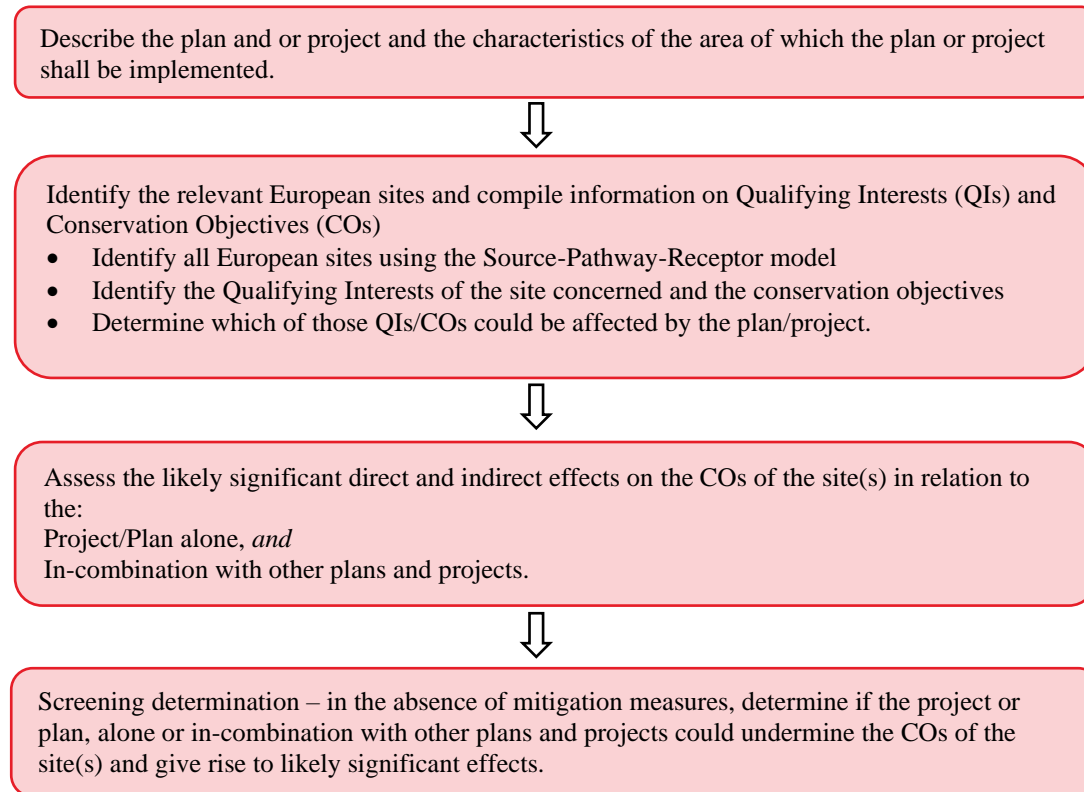 Describe the plan and or project and the characteristics of the area of which the plan or project
shall be implemented.
Identify the relevant European sites and compile information on Qualifying Interests (QIs) and
Conservation Objectives (COs)
• Identify all European sites using the Source-Pathway-Receptor model
• Identify the Qualifying Interests of the site concerned and the conservation objectives
• Determine which of those QIs/COs could be affected by the plan/project.
Assess the likely significant direct and indirect effects on the COs of the site(s) in relation to
the:
Project/Plan alone, and
In-combination with other plans and projects.
Screening determination – in the absence of mitigation measures, determine if the project or
plan, alone or in-combination with other plans and projects could undermine the COs of the
site(s) and give rise to likely significant effects.